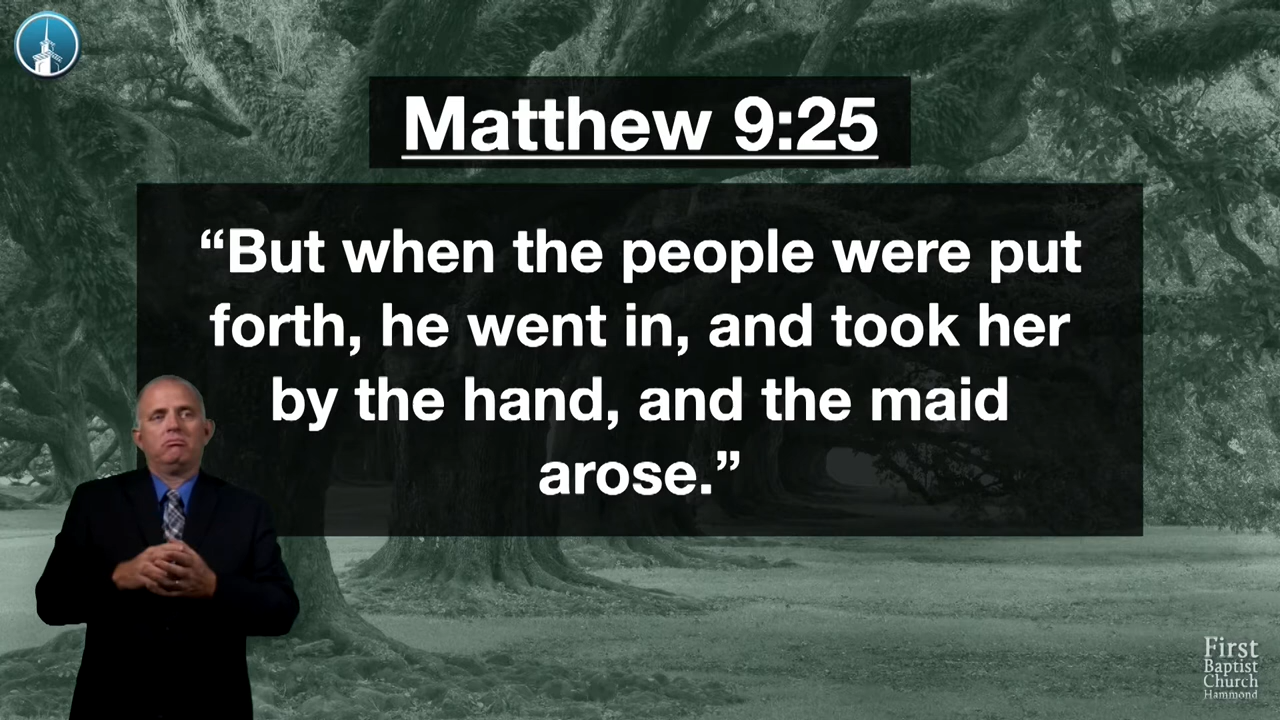 Matthew 9:25
“But when the people were put
forth, he went in, and took her
by the hand, and the maid
arose.”
First
Baptist
Church
Hammond